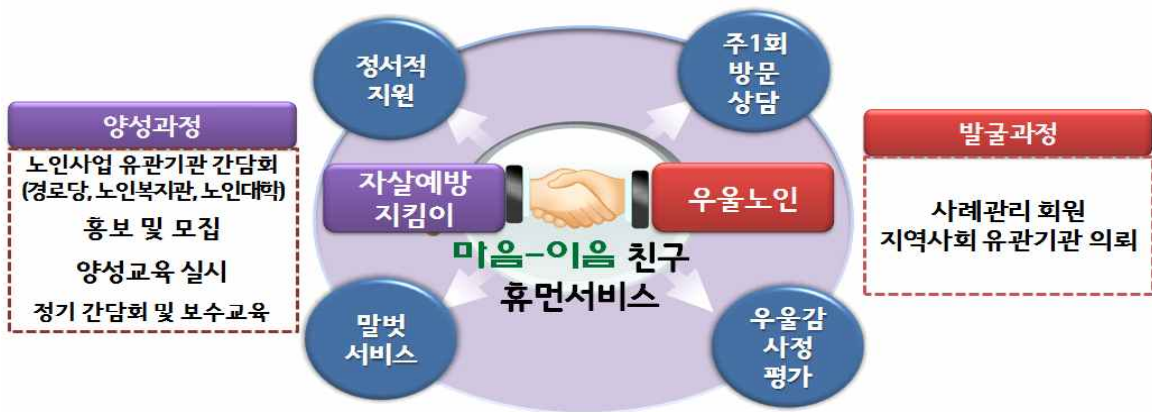 양성과정
노인사업 유관기관 간담회
(경로당, 노인복지관, 노인대학)
홍보 및 모집
양성교육 실시
정기 간담회 및 보수교육
정서적
지원
주1회
방문
상담
자살예방
지킴이
우울노인
마음-이음 친구
휴먼서비스
말벗
서비스
우울감
사정
평가
발굴과정
사례관리 회원
지역사회 유관기관 의뢰